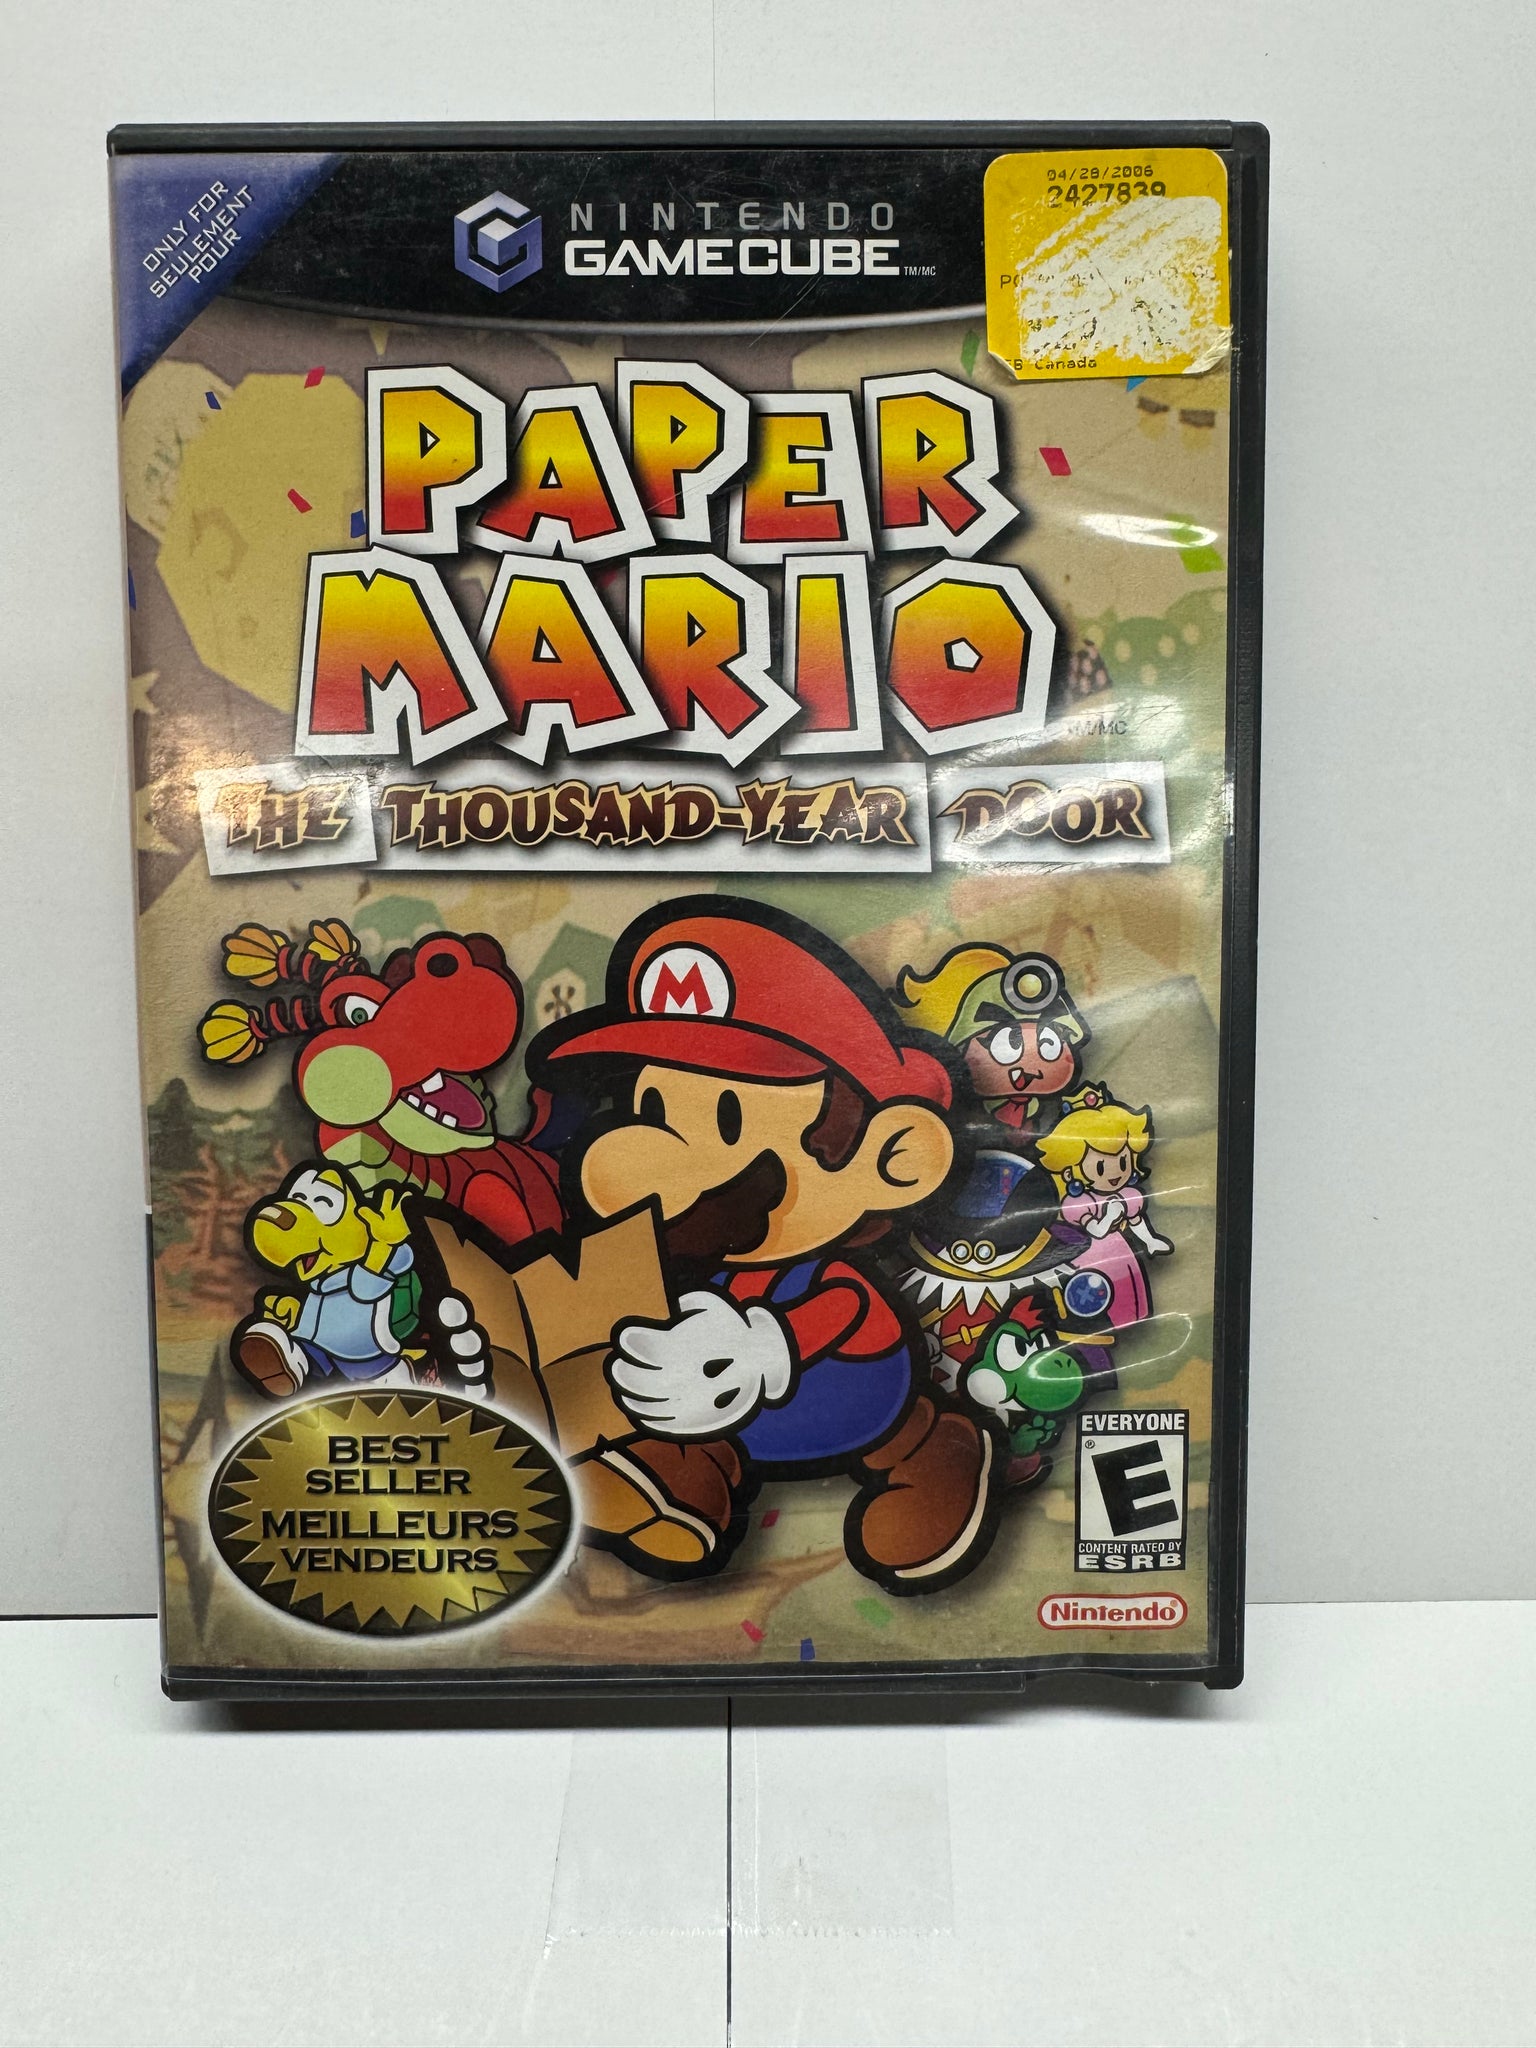 ONLY FOR
SEULEMENT
POUR
NINTENDO
GAMECUBE TM/MC
04/28/2006
2427839
EB Canada
PAPER
MARIO
TM/MC
THE THOUSAND-YEAR DOOR
M
BEST
SELLER
MEILLEURS
VENDEURS
EVERYONE
E
®
CONTENT RATED BY
ESRB
Nintendo®